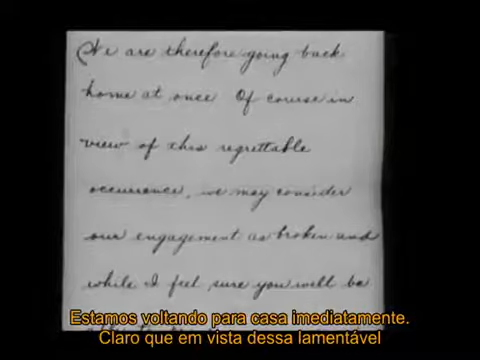 We are therefore going back
home at once Of course in
view of this regrettable
occurrence, we may consider
our engagement as broken and
while I feel sure you will be
Estamos voltando para casa imediatamente.
Claro que em vista dessa lamentável